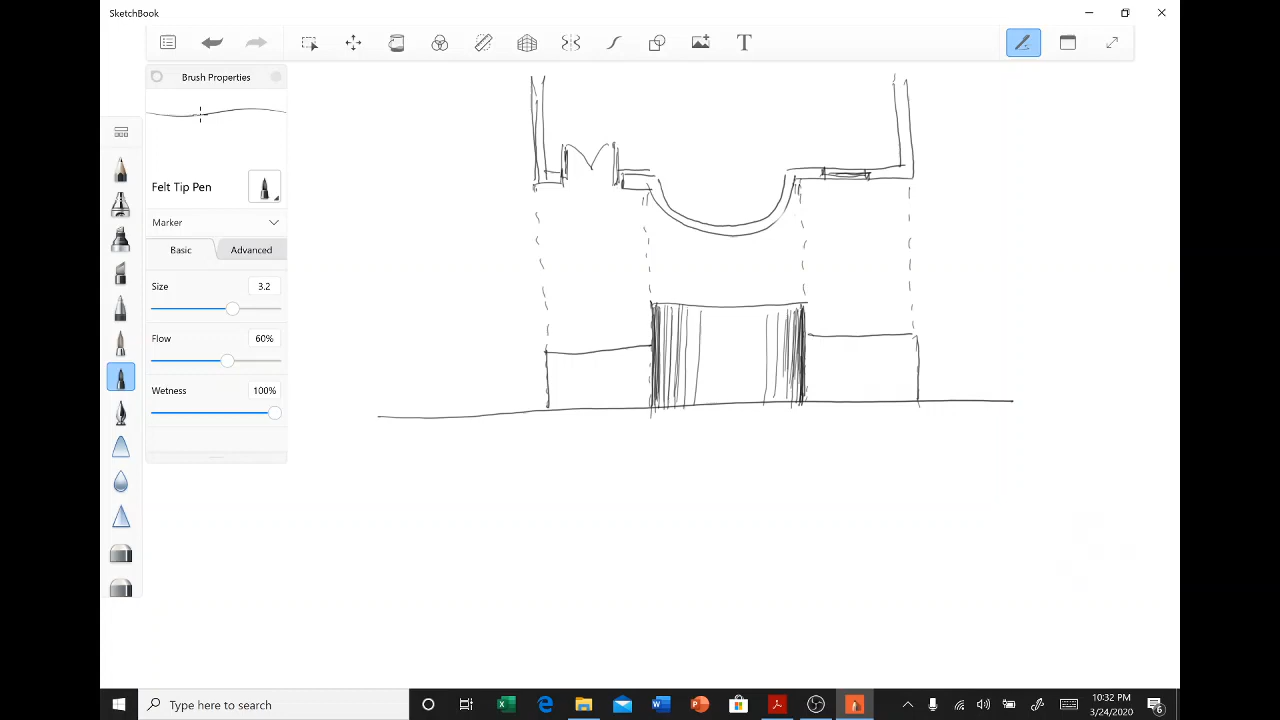 SketchBook
T
Brush Properties
Felt Tip Pen
Marker
Basic Advanced
Size 3.2
Flow 60%
Wetness 100%
Type here to search
10:32 PM
3/24/2020
6